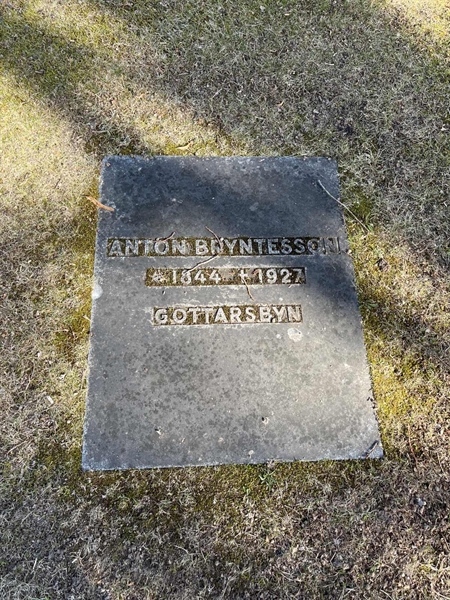 ANTON BRYNTESSON
* 1844 † 1927
GOTTARSBYN